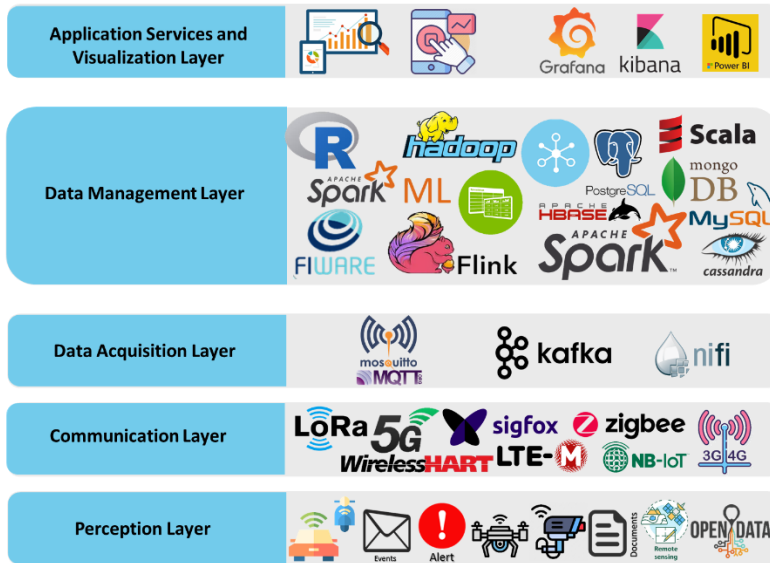 Application Services and
Visualization Layer
Grafana
kibana
Power BI
Data Management Layer
R
hadoop
PostgreSQL
Scala
APACHE
Spark ML
mongo
DB
APACHE
HBASE
MySQL
FIWARE
Flink
APACHE
Spark™
cassandra
Data Acquisition Layer
mosquitto
MQTT
kafka
nifi
Communication Layer
LoRa
5G
sigfox
zigbee
WirelessHART
LTE-M
NB-IoT
3G 4G
Perception Layer
Events
Alert
Documents
Remote
sensing
OPEN DATA